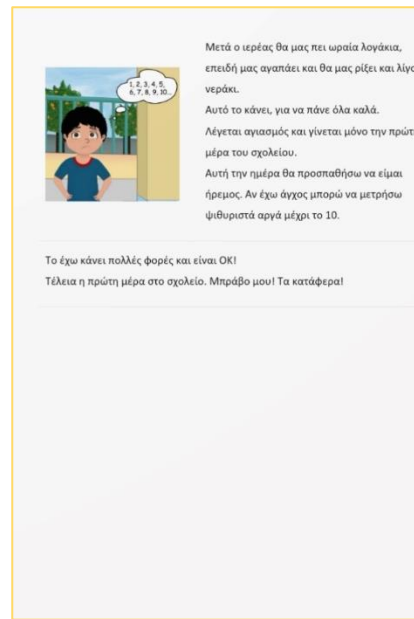 1, 2, 3, 4, 5,
6, 7, 8, 9, 10...
Μετά ο ιερέας θα μας πει ωραία λογάκια,
επειδή μας αγαπάει και θα μας ρίξει και
νεράκι.
Αυτό το κάνει, για να πάνε όλα καλά.
Λέγεται αγιασμός και γίνεται μόνο την
μέρα του σχολείου.
Αυτή την ημέρα θα προσπαθήσω να είμαι
ήρεμος. Αν έχω άγχος μπορώ να μετρήσω
ψιθυριστά αργά μέχρι το 10.
Το έχω κάνει πολλές φορές και είναι ΟΚ!
Τέλεια η πρώτη μέρα στο σχολείο. Μπράβο μου! Τα κατάφερα!